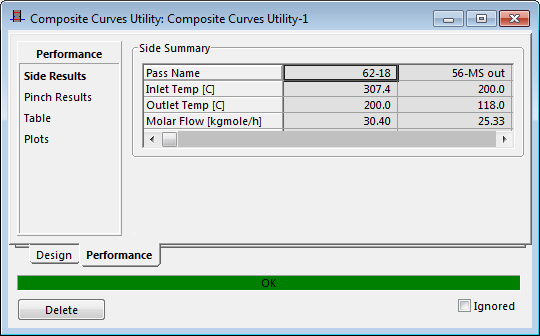 Composite Curves Utility: Composite Curves Utility-1
Performance
Side Results
Pinch Results
Table
Plots
Side Summary
Pass Name 62-18 56-MS out
Inlet Temp [C] 307.4 200.0
Outlet Temp [C] 200.0 118.0
Molar Flow [kgmole/h] 30.40 25.33
Design Performance
OK
Delete Ignored